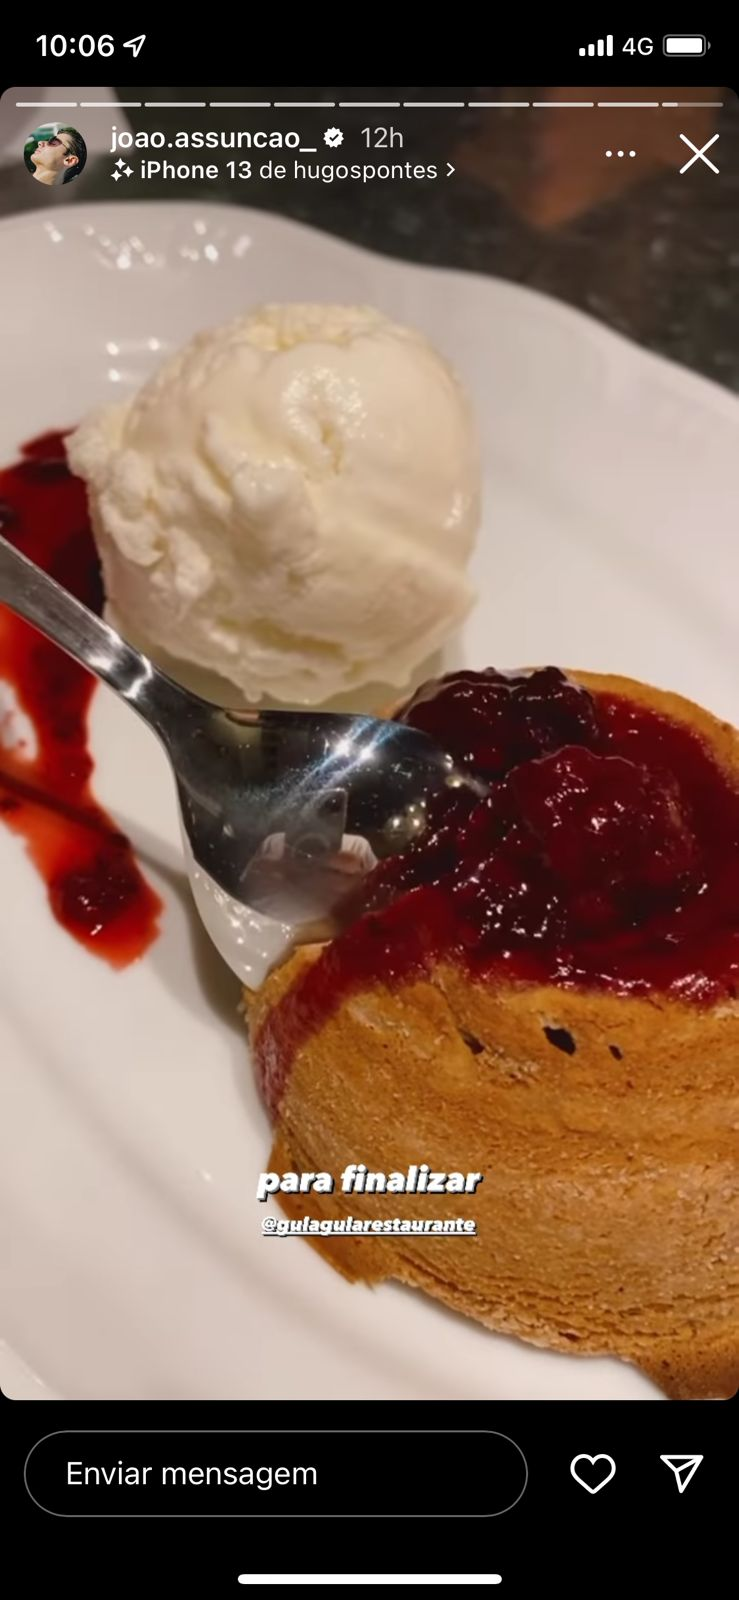 10:06
4G
joao.assuncao_ 12h
iPhone 13 de hugospontes >
para finalizar
@gulagularestaurante
Enviar mensagem